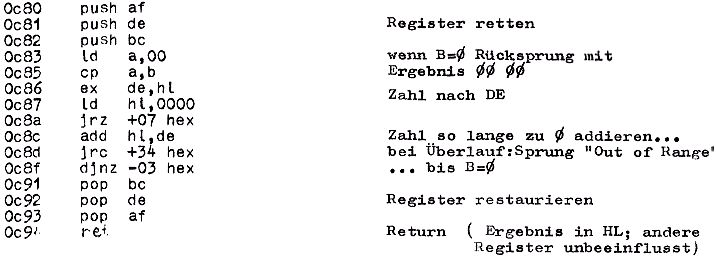 0c80 push af
0c81 push de Register retten
0c82 push bc
0c83 ld a,00 wenn B=∅ Rücksprung mit
0c85 cp a,b Ergebnis ∅∅ ∅∅
0c86 ex de,hl
0c87 ld hl,0000 Zahl nach DE
0c8a jrz +07 hex
0c8c add hl,de Zahl so lange zu ∅ addieren...
0c8d jrc +34 hex bei Überlauf:Sprung "Out of Range"
0c8f djnz -03 hex ... bis B=∅
0c91 pop bc
0c92 pop de Register restaurieren
0c93 pop af
0c94 ret Return ( Ergebnis in HL; andere
Register unbeeinflusst)